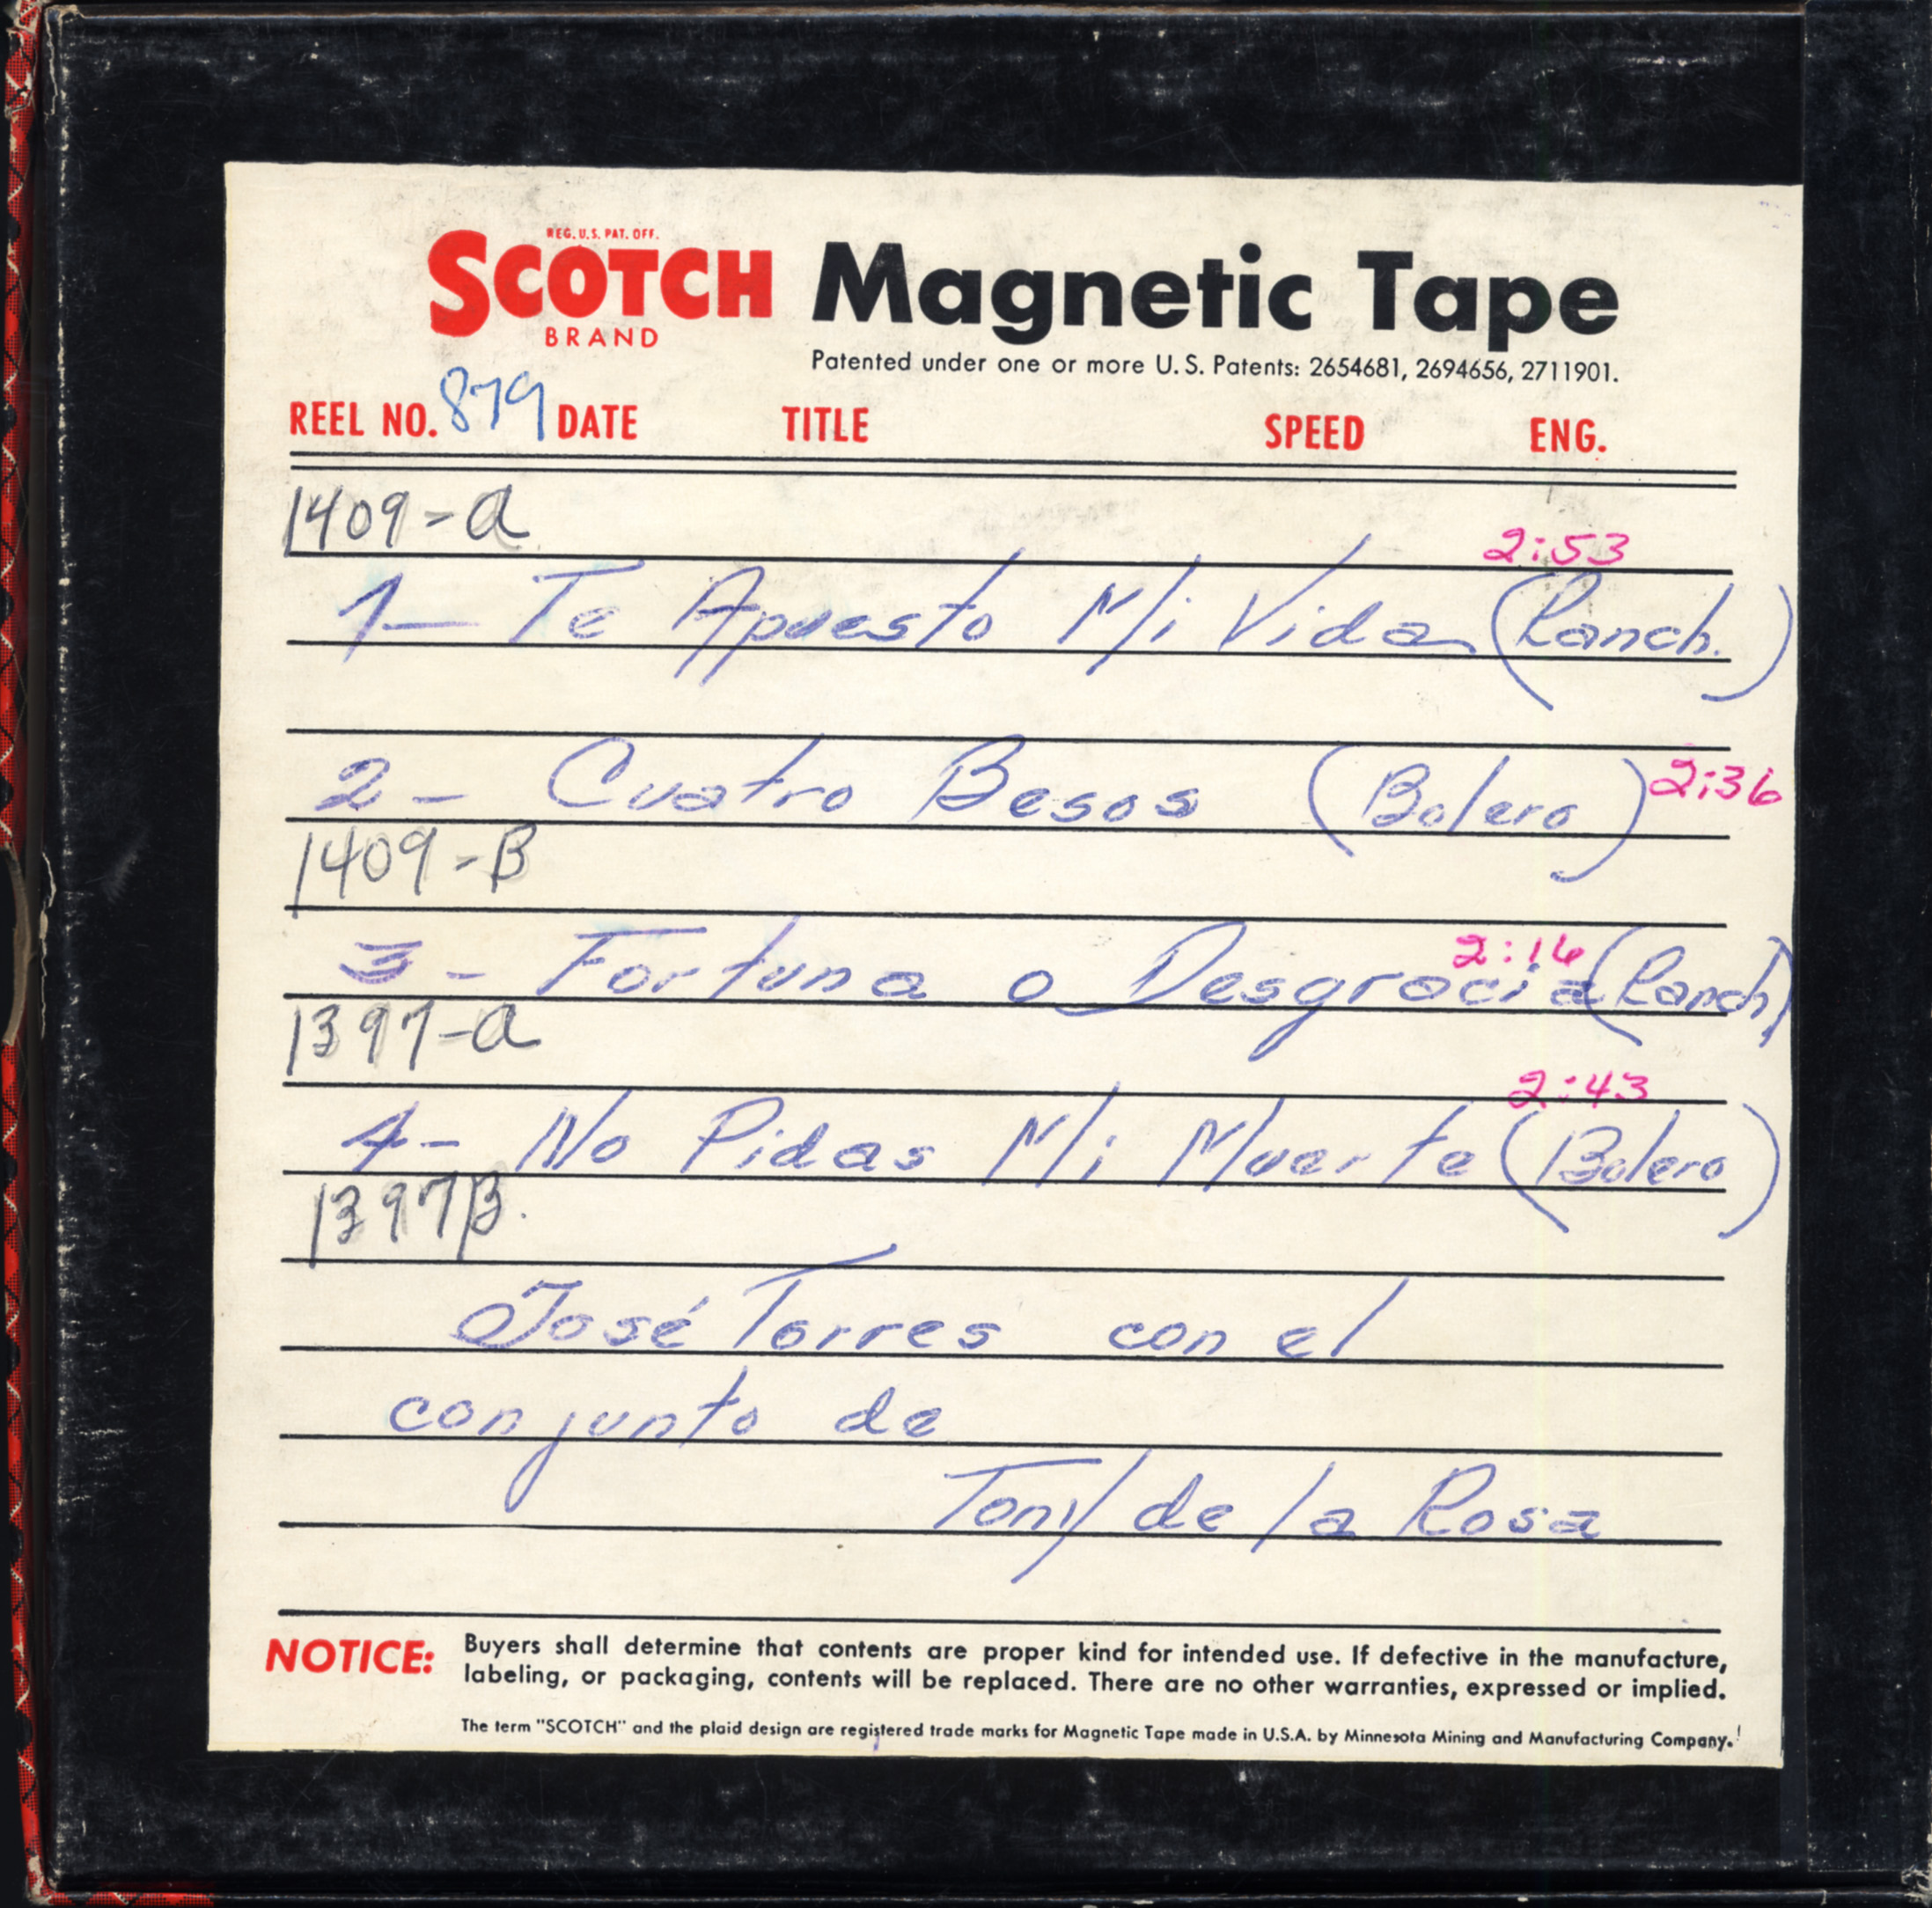 REG. U.S. PAT. OFF.
SCOTCH Magnetic Tape
BRAND
Patented under one or more U.S. Patents: 2654681, 2694656, 2711901.
REEL NO. 879 DATE TITLE SPEED ENG.
1409-a
2:53
1- Te Apuesto Mi Vida (Ranch.)
2- Cuatro Besos (Bolero) 2:36
1409-B
2:16
3- Fortuna o Desgracia (Ranch)
1397-a
2:43
4- No Pidas Mi Muerte (Bolero)
1397B.
José Torres con el
conjunto de
Tony de la Rosa
NOTICE: Buyers shall determine that contents are proper kind for intended use. If defective in the manufacture,
labeling, or packaging, contents will be replaced. There are no other warranties, expressed or implied.
The term "SCOTCH" and the plaid design are registered trade marks for Magnetic Tape made in U.S.A. by Minnesota Mining and Manufacturing Company.